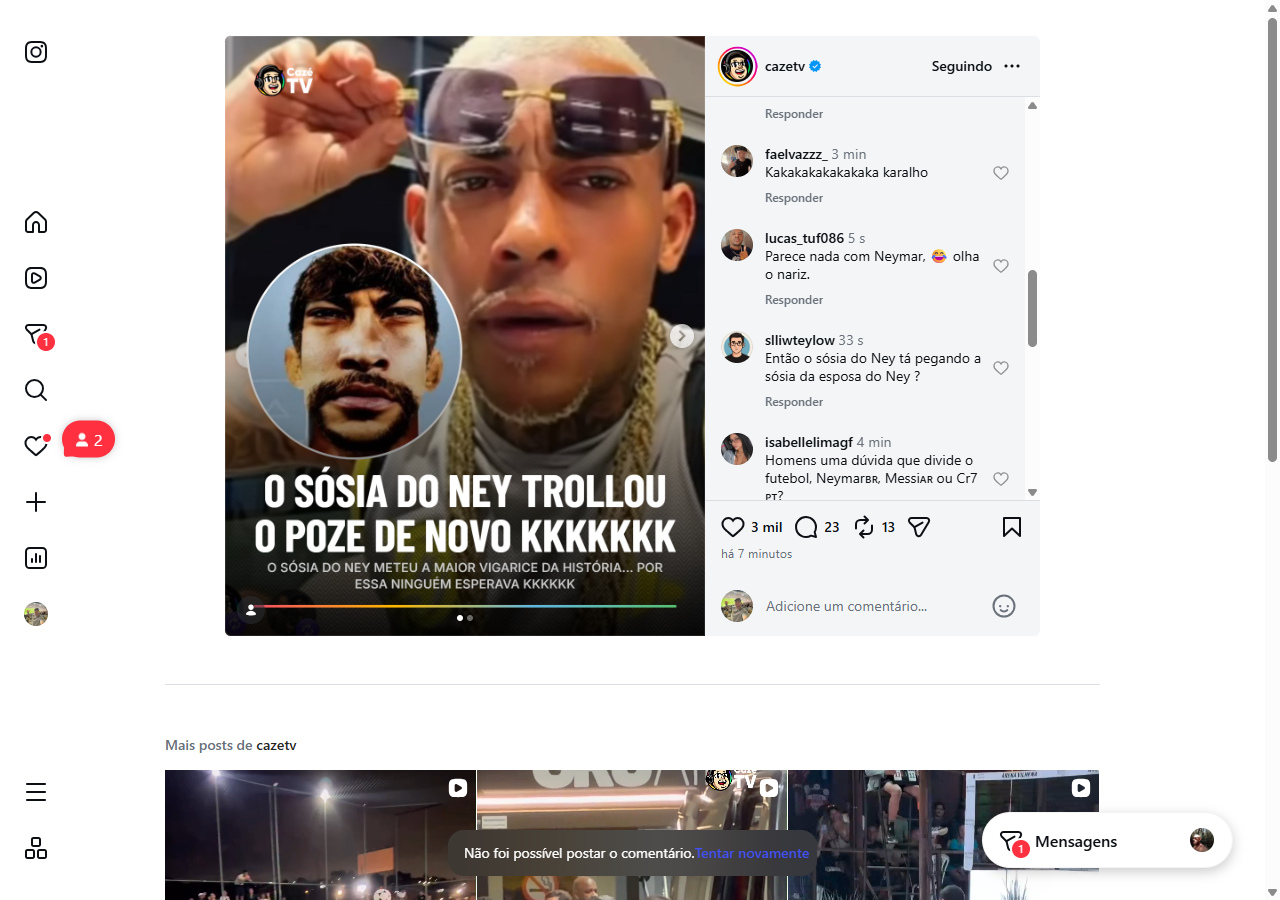 Cazé
TV
O SÓSIA DO NEY TROLLOU
O POZE DE NOVO KKKKKKK
O SÓSIA DO NEY METEU A MAIOR VIGARICE DA HISTÓRIA... POR
ESSA NINGUÉM ESPERAVA KKKKKK
cazetv
Seguindo
Responder
faelvazzz_ 3 min
Kakakakakakakaka karalho
Responder
lucas_tuf086 5 s
Parece nada com Neymar, 😂 olha
o nariz.
Responder
slliwteylow 33 s
Então o sósia do Ney tá pegando a
sósia da esposa do Ney ?
Responder
isabellelimagf 4 min
Homens uma dúvida que divide o
futebol, Neymarʙʀ, Messiᴀʀ ou Cr7
ᴘᴛ?
3 mil 23 13
há 7 minutos
Adicione um comentário...
1
2
Mais posts de cazetv
TV
ARENA VILHENA
Não foi possível postar o comentário.Tentar novamente
1
Mensagens